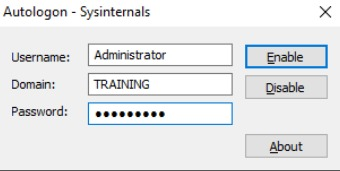 Autologon - Sysinternals
Username: Administrator Enable
Domain: TRAINING Disable
Password: ●●●●●●●●●
About